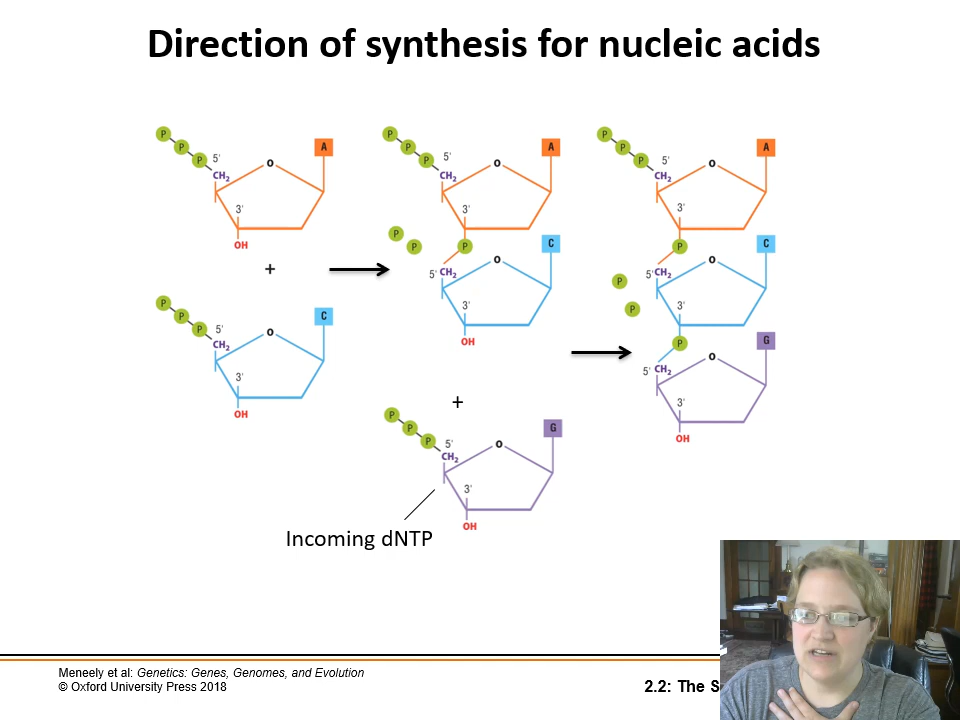 Direction of synthesis for nucleic acids
P P P 5' CH2 O A 3' OH
P P P 5' CH2 O A 3'
P P P 5' CH2 O A 3'
+
P P P 5' CH2 O C 3' OH
P P P 5' CH2 O C 3' OH
P P P 5' CH2 O C 3'
+
P P P 5' CH2 O G 3' OH
P 5' CH2 O G 3' OH
Incoming dNTP
Meneely et al: Genetics: Genes, Genomes, and Evolution
© Oxford University Press 2018
2.2: The S